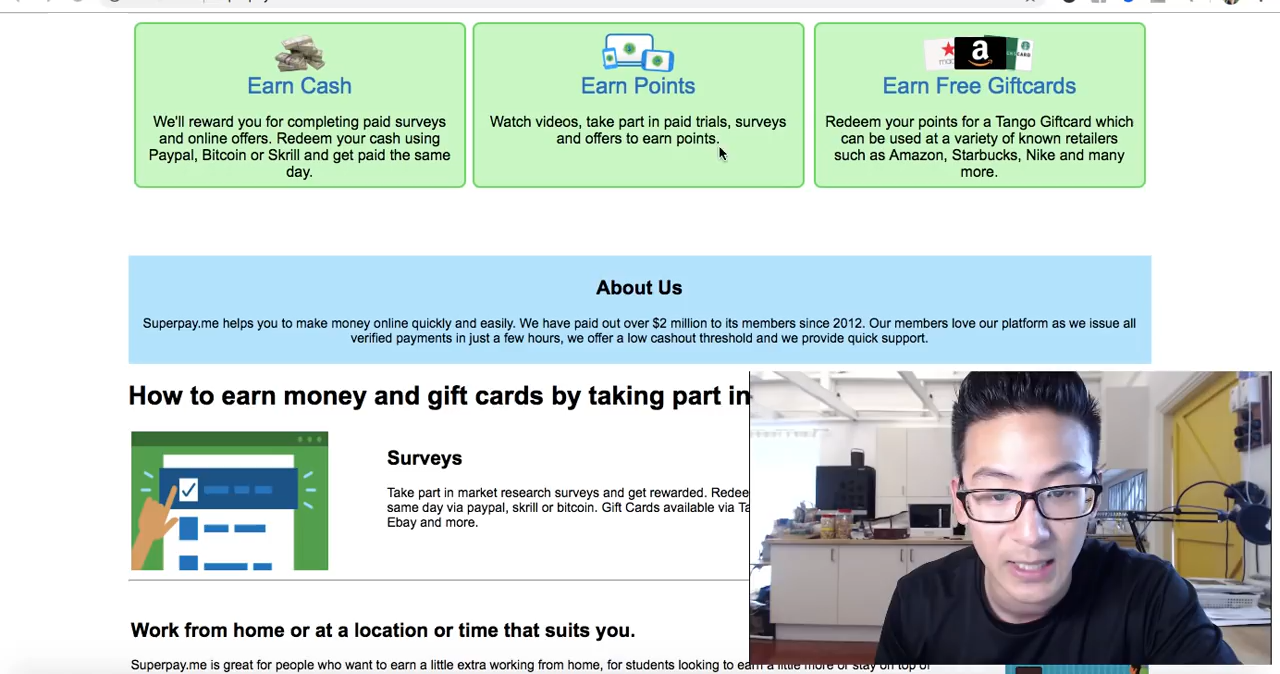 Earn Cash
We'll reward you for completing paid surveys
and online offers. Redeem your cash using
Paypal, Bitcoin or Skrill and get paid the same
day.
Earn Points
Watch videos, take part in paid trials, surveys
and offers to earn points.
a
Earn Free Giftcards
Redeem your points for a Tango Giftcard which
can be used at a variety of known retailers
such as Amazon, Starbucks, Nike and many
more.
About Us
Superpay.me helps you to make money online quickly and easily. We have paid out over $2 million to its members since 2012. Our members love our platform as we issue all
verified payments in just a few hours, we offer a low cashout threshold and we provide quick support.
How to earn money and gift cards by taking part in
Surveys
Take part in market research surveys and get rewarded.
same day via paypal, skrill or bitcoin. Gift Cards available via
Ebay and more.
Work from home or at a location or time that suits you.
Superpay.me is great for people who want to earn a little extra working from home, for students looking to earn a little more or stay on top of